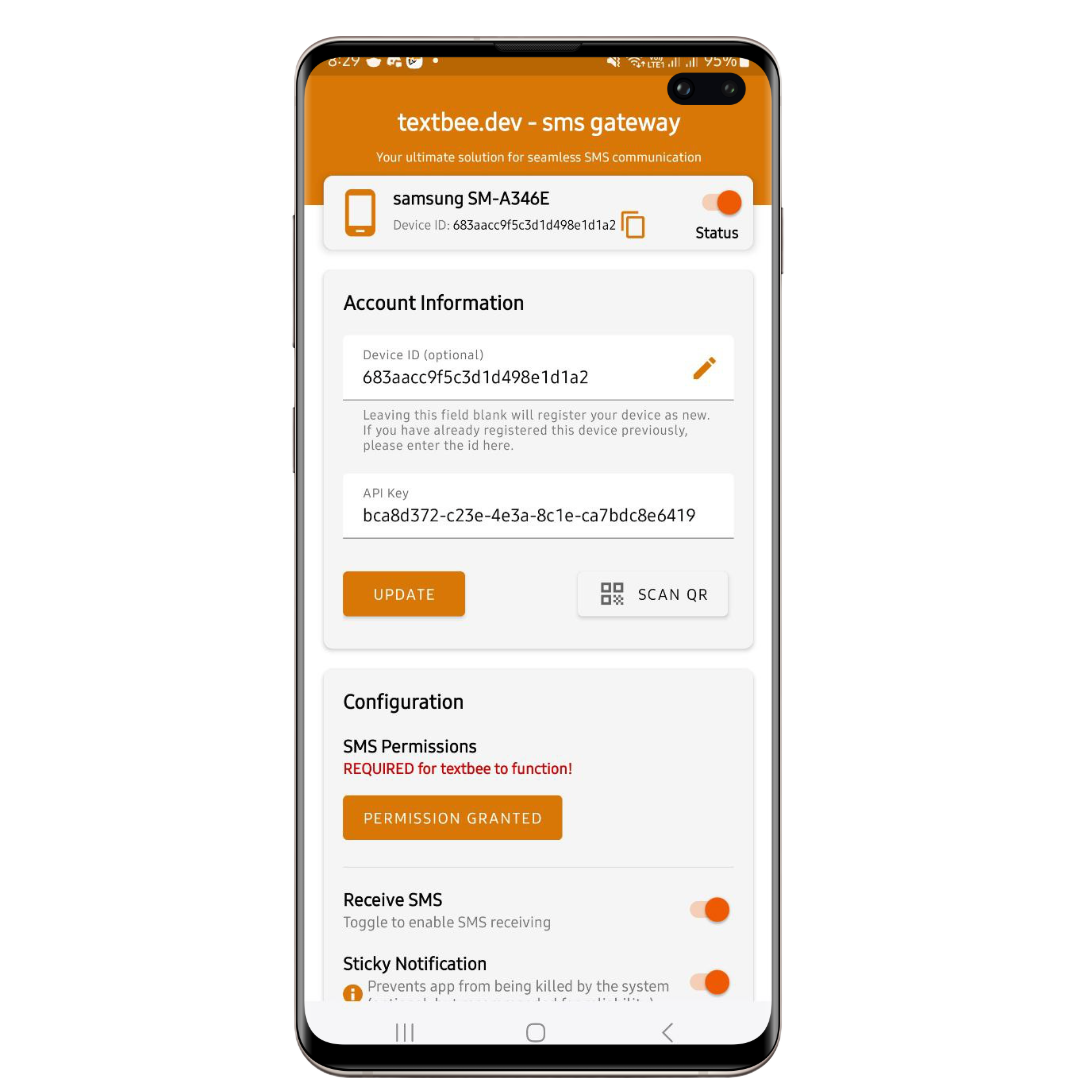 8:29
95%
textbee.dev - sms gateway
Your ultimate solution for seamless SMS communication
samsung SM-A346E
Device ID: 683aacc9f5c3d1d498e1d1a2
Status
Account Information
Device ID (optional)
683aacc9f5c3d1d498e1d1a2
Leaving this field blank will register your device as new.
If you have already registered this device previously,
please enter the id here.
API Key
bca8d372-c23e-4e3a-8c1e-ca7bdc8e6419
UPDATE
SCAN QR
Configuration
SMS Permissions
REQUIRED for textbee to function!
PERMISSION GRANTED
Receive SMS
Toggle to enable SMS receiving
Sticky Notification
Prevents app from being killed by the system